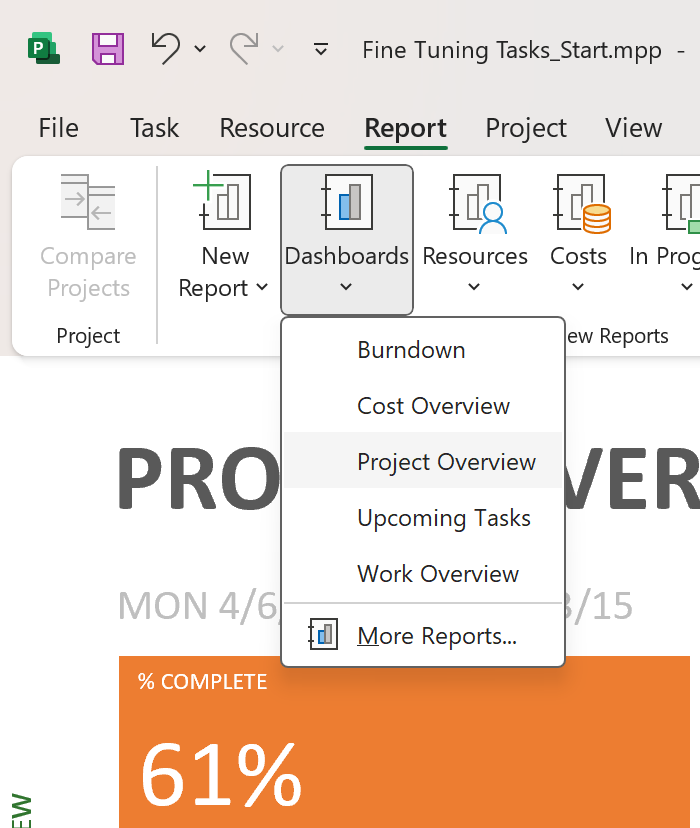 P
Fine Tuning Tasks_Start.mpp -
File Task Resource Report Project View
Compare Projects
New Report
Dashboards
Resources
Costs
In Prog
Project
ew Reports
Burndown
Cost Overview
Project Overview
Upcoming Tasks
Work Overview
More Reports...
PRO VER
MON 4/6/ 3/15
% COMPLETE
61%
EW